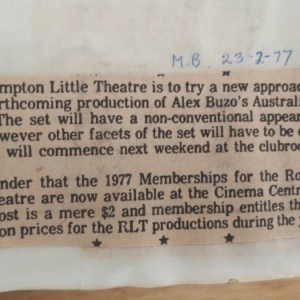 M.B. 23-2-77
mpton Little Theatre is to try a new approac
rthcoming production of Alex Buzo's Austral
The set will have a non-conventional appear
wever other facets of the set will have to be
will commence next weekend at the clubroo
nder that the 1977 Memberships for the Ro
eatre are now available at the Cinema Centr
ost is a mere $2 and membership entitles th
on prices for the RLT productions during the